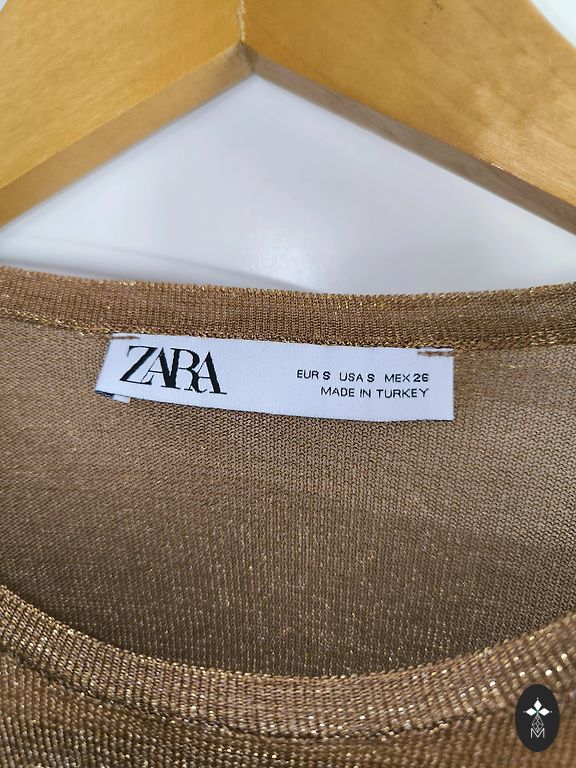 ZARA
EUR S USA S MEX 26
MADE IN TURKEY
M